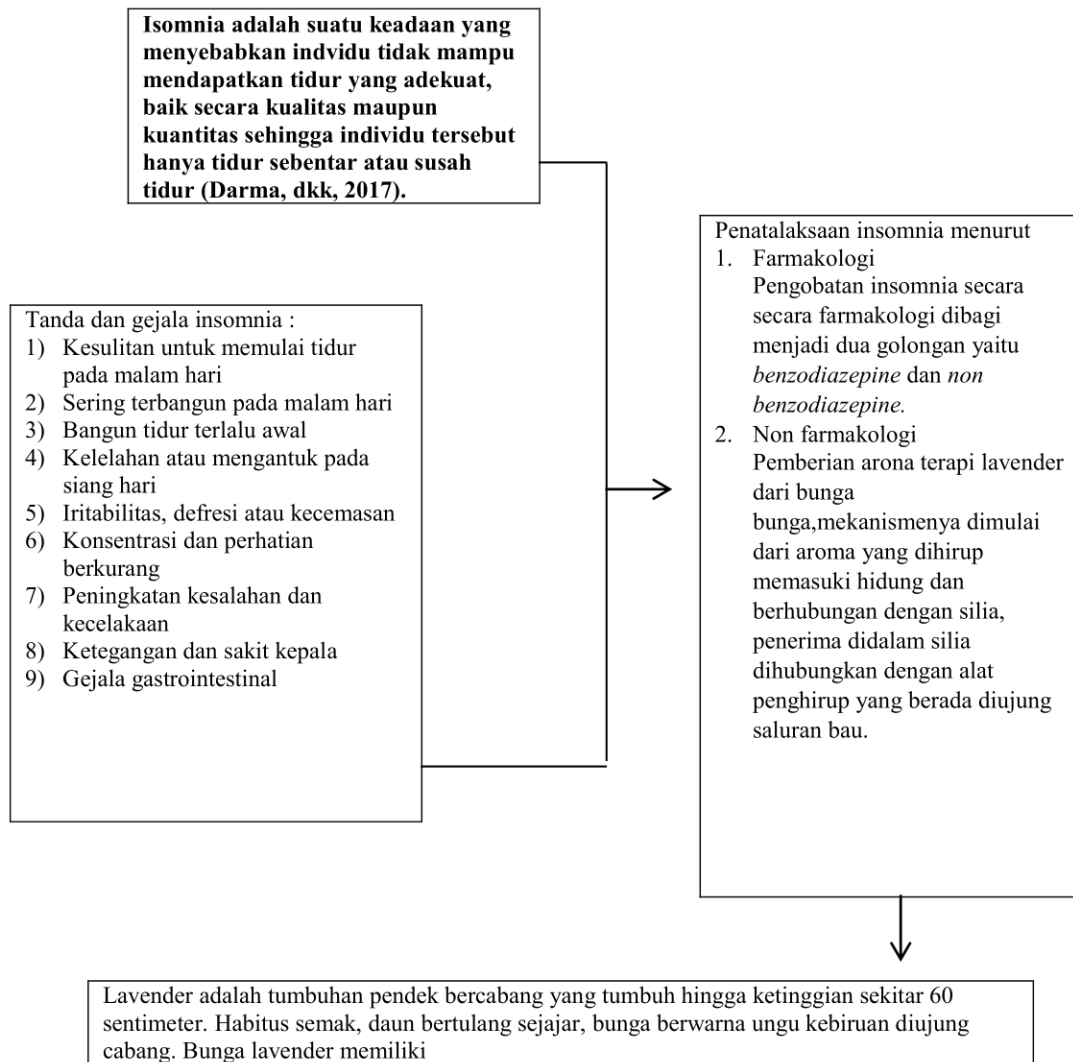 Isomnia adalah suatu keadaan yang
menyebabkan indvidu tidak mampu
mendapatkan tidur yang adekuat,
baik secara kualitas maupun
kuantitas sehingga individu tersebut
hanya tidur sebentar atau susah
tidur (Darma, dkk, 2017).
Tanda dan gejala insomnia :
1) Kesulitan untuk memulai tidur
pada malam hari
2) Sering terbangun pada malam hari
3) Bangun tidur terlalu awal
4) Kelelahan atau mengantuk pada
siang hari
5) Iritabilitas, defresi atau kecemasan
6) Konsentrasi dan perhatian
berkurang
7) Peningkatan kesalahan dan
kecelakaan
8) Ketegangan dan sakit kepala
9) Gejala gastrointestinal
Penatalaksaan insomnia menurut
1. Farmakologi
Pengobatan insomnia secara
secara farmakologi dibagi
menjadi dua golongan yaitu
benzodiazepine dan non
benzodiazepine.
2. Non farmakologi
Pemberian arona terapi lavender
dari bunga
bunga,mekanismenya dimulai
dari aroma yang dihirup
memasuki hidung dan
berhubungan dengan silia,
penerima didalam silia
dihubungkan dengan alat
penghirup yang berada diujung
saluran bau.
Lavender adalah tumbuhan pendek bercabang yang tumbuh hingga ketinggian sekitar 60
sentimeter. Habitus semak, daun bertulang sejajar, bunga berwarna ungu kebiruan diujung
cabang. Bunga lavender memiliki